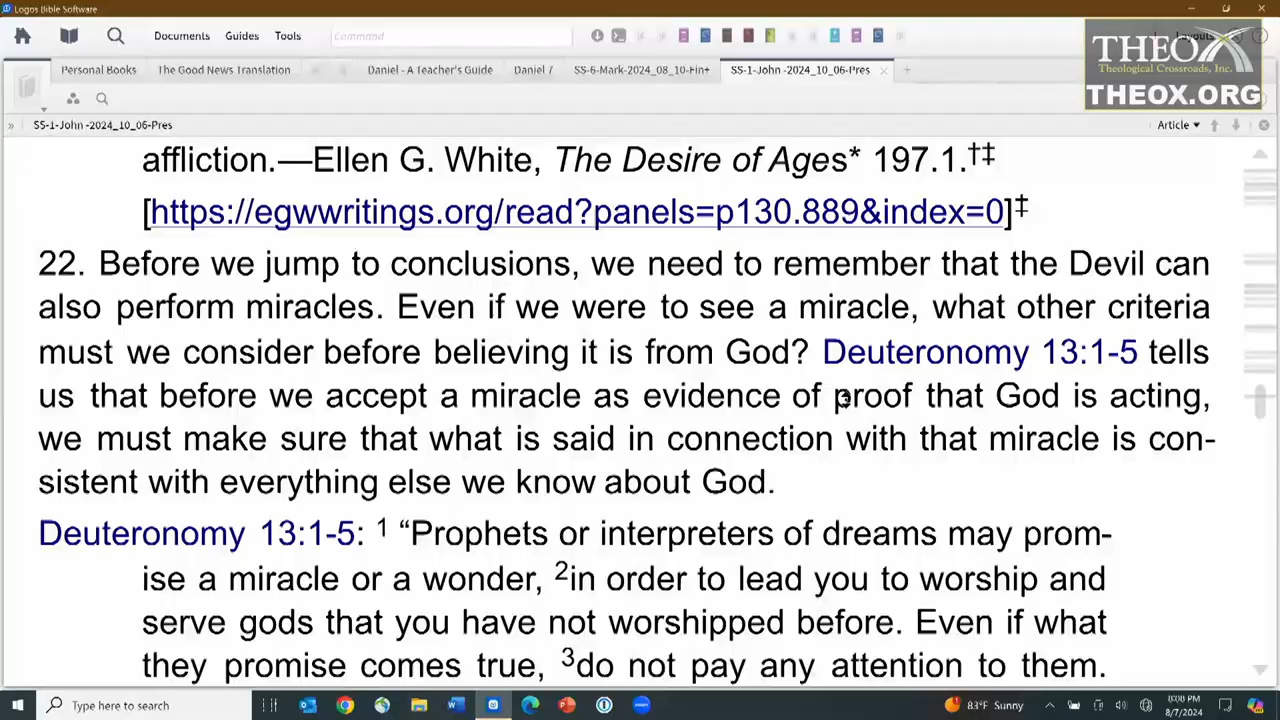 Logos Bible Software
Documents Guides Tools Command Layouts
THEOX
Theological Crossroads, Inc.
THEOX.ORG
Personal Books The Good News Translation Daniel 7 SS-6-Mark-2024_08_10-Fin+ SS-1-John -2024_10_06-Pres
SS-1-John -2024_10_06-Pres Article
affliction.—Ellen G. White, The Desire of Ages* 197.1.†‡
[https://egwwritings.org/read?panels=p130.889&index=0]‡
22. Before we jump to conclusions, we need to remember that the Devil can
also perform miracles. Even if we were to see a miracle, what other criteria
must we consider before believing it is from God? Deuteronomy 13:1-5 tells
us that before we accept a miracle as evidence of proof that God is acting,
we must make sure that what is said in connection with that miracle is con-
sistent with everything else we know about God.
Deuteronomy 13:1-5: 1 “Prophets or interpreters of dreams may prom-
ise a miracle or a wonder, 2in order to lead you to worship and
serve gods that you have not worshipped before. Even if what
they promise comes true, 3do not pay any attention to them.
Type here to search 83°F Sunny 8:08 PM
8/7/2024